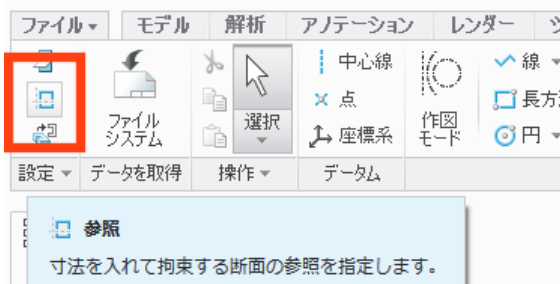 ファイル モデル 解析 アノテーション レンダー
中心線 線
点 長方
ファイル
システム 選択 座標系 作図
モード 円
設定 データを取得 操作 データム
参照
寸法を入れて拘束する断面の参照を指定します。